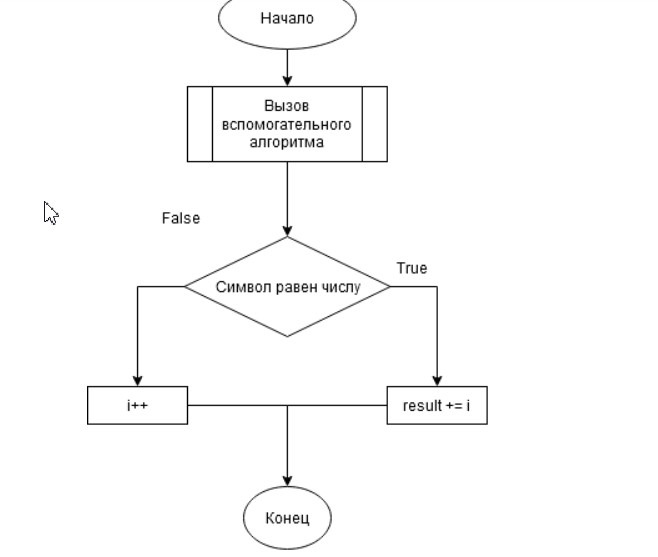 Начало
Вызов
вспомогательного
алгоритма
False
True
Символ равен числу
i++
result += i
Конец